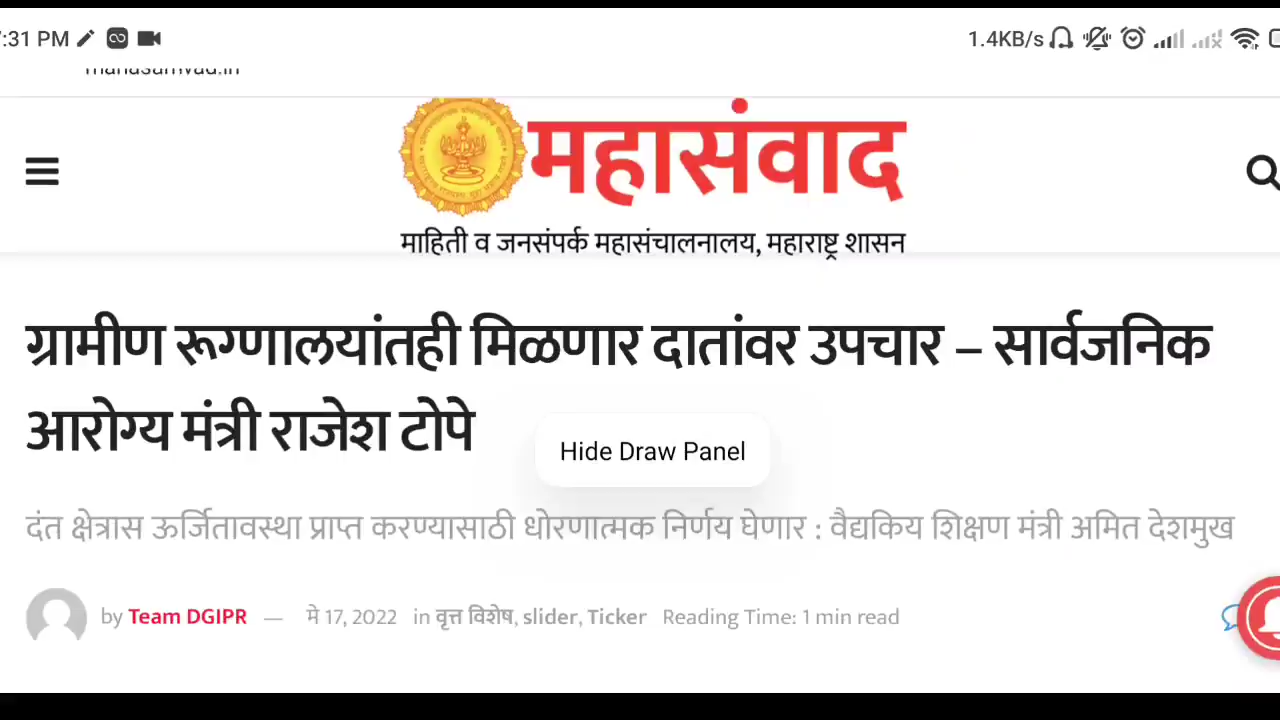 :31 PM 1.4KB/s
mahasamvad.in
महासंवाद
माहिती व जनसंपर्क महासंचालनालय, महाराष्ट्र शासन
ग्रामीण रूग्णालयांतही मिळणार दातांवर उपचार – सार्वजनिक
आरोग्य मंत्री राजेश टोपे
Hide Draw Panel
दंत क्षेत्रास ऊर्जितावस्था प्राप्त करण्यासाठी धोरणात्मक निर्णय घेणार : वैद्यकिय शिक्षण मंत्री अमित देशमुख
by Team DGIPR — मे 17, 2022 in वृत्त विशेष, slider, Ticker Reading Time: 1 min read